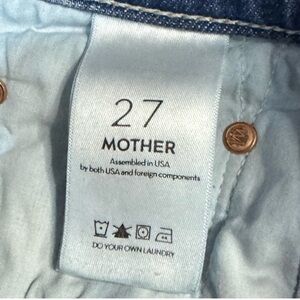 27
MOTHER
Assembled in USA
by both USA and foreign components
DO YOUR OWN LAUNDRY